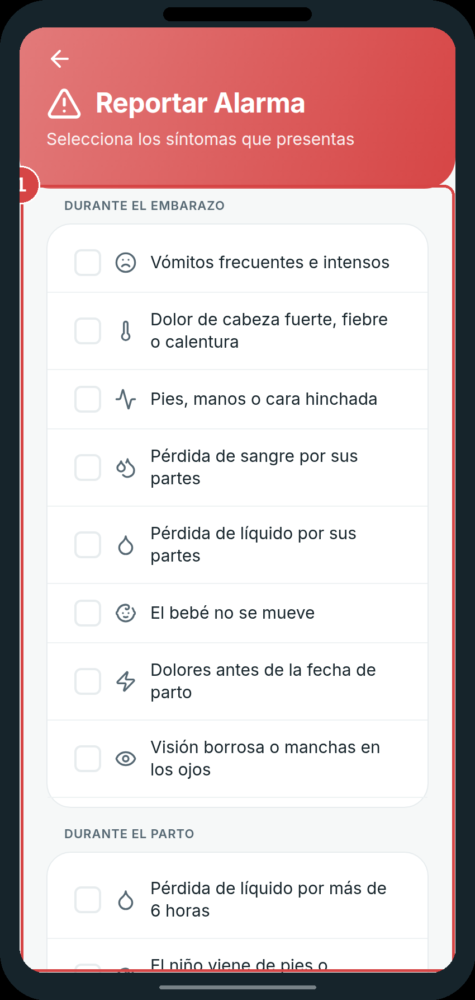 Reportar Alarma
Selecciona los síntomas que presentas
1
DURANTE EL EMBARAZO
Vómitos frecuentes e intensos
Dolor de cabeza fuerte, fiebre
o calentura
Pies, manos o cara hinchada
Pérdida de sangre por sus
partes
Pérdida de líquido por sus
partes
El bebé no se mueve
Dolores antes de la fecha de
parto
Visión borrosa o manchas en
los ojos
DURANTE EL PARTO
Pérdida de líquido por más de
6 horas
El niño viene de pies o